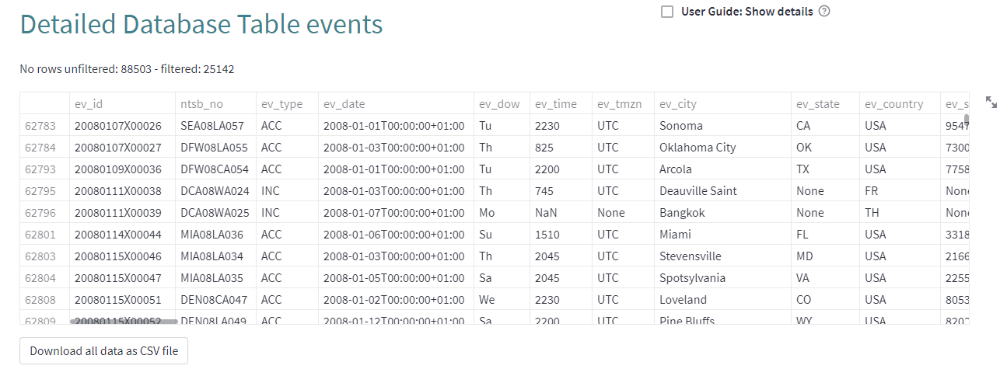 Detailed Database Table events
User Guide: Show details
No rows unfiltered: 88503 - filtered: 25142
ev_id ntsb_no ev_type ev_date ev_dow ev_time ev_tmzn ev_city ev_state ev_country ev_s
62783 20080107X00026 SEA08LA057 ACC 2008-01-01T00:00:00+01:00 Tu 2230 UTC Sonoma CA USA 9547
62784 20080107X00027 DFW08LA055 ACC 2008-01-03T00:00:00+01:00 Th 825 UTC Oklahoma City OK USA 7300
62793 20080109X00036 DFW08CA054 ACC 2008-01-01T00:00:00+01:00 Tu 2200 UTC Arcola TX USA 7758
62795 20080111X00038 DCA08WA024 INC 2008-01-03T00:00:00+01:00 Th 745 UTC Deauville Saint None FR None
62796 20080111X00039 DCA08WA025 INC 2008-01-07T00:00:00+01:00 Mo NaN None Bangkok None TH None
62801 20080114X00044 MIA08LA036 ACC 2008-01-06T00:00:00+01:00 Su 1510 UTC Miami FL USA 3318
62803 20080115X00046 MIA08LA034 ACC 2008-01-03T00:00:00+01:00 Th 2045 UTC Stevensville MD USA 2166
62804 20080115X00047 MIA08LA035 ACC 2008-01-05T00:00:00+01:00 Sa 2045 UTC Spotsylvania VA USA 2255
62808 20080115X00051 DEN08CA047 ACC 2008-01-02T00:00:00+01:00 We 2230 UTC Loveland CO USA 8053
62809 20080115X00052 DEN08LA049 ACC 2008-01-12T00:00:00+01:00 Sa 2200 UTC Pine Bluffs WY USA 8202
Download all data as CSV file